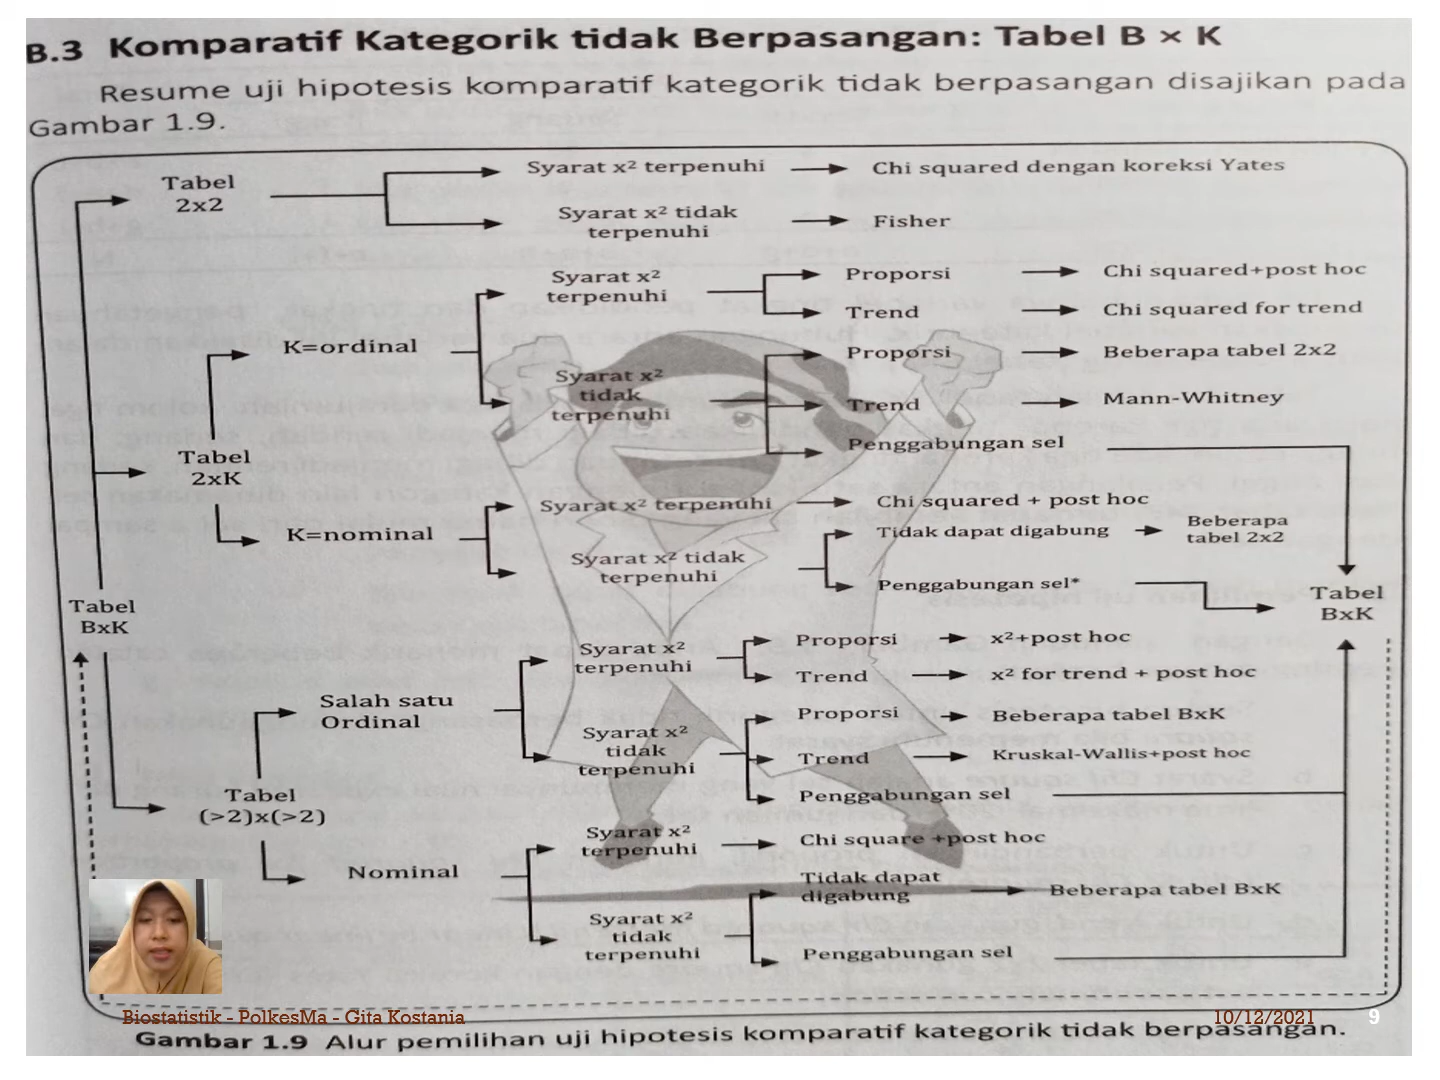 B.3 Komparatif Kategorik tidak Berpasangan: Tabel B × K
Resume uji hipotesis komparatif kategorik tidak berpasangan disajikan pada
Gambar 1.9.
Tabel
2x2
Syarat x² terpenuhi
Chi squared dengan koreksi Yates
Syarat x² tidak
terpenuhi
Fisher
Syarat x²
terpenuhi
Proporsi
Chi squared+post hoc
Trend
Chi squared for trend
K=ordinal
Syarat x²
tidak
terpenuhi
Proporsi
Beberapa tabel 2x2
Trend
Mann-Whitney
Penggabungan sel
Tabel
2xK
K=nominal
Syarat x² terpenuhi
Chi squared + post hoc
Syarat x² tidak
terpenuhi
Tidak dapat digabung
Beberapa
tabel 2x2
Penggabungan sel*
Tabel
BxK
Tabel
BxK
Syarat x²
terpenuhi
Proporsi
x²+post hoc
Trend
x² for trend + post hoc
Salah satu
Ordinal
Syarat x²
tidak
terpenuhi
Proporsi
Beberapa tabel BxK
Trend
Kruskal-Wallis+post hoc
Penggabungan sel
Tabel
(>2)x(>2)
Nominal
Syarat x²
terpenuhi
Chi square +post hoc
Syarat x²
tidak
terpenuhi
Tidak dapat
digabung
Beberapa tabel BxK
Penggabungan sel
Biostatistik - PolkesMa - Gita Kostania
10/12/2021
9
Gambar 1.9 Alur pemilihan uji hipotesis komparatif kategorik tidak berpasangan.